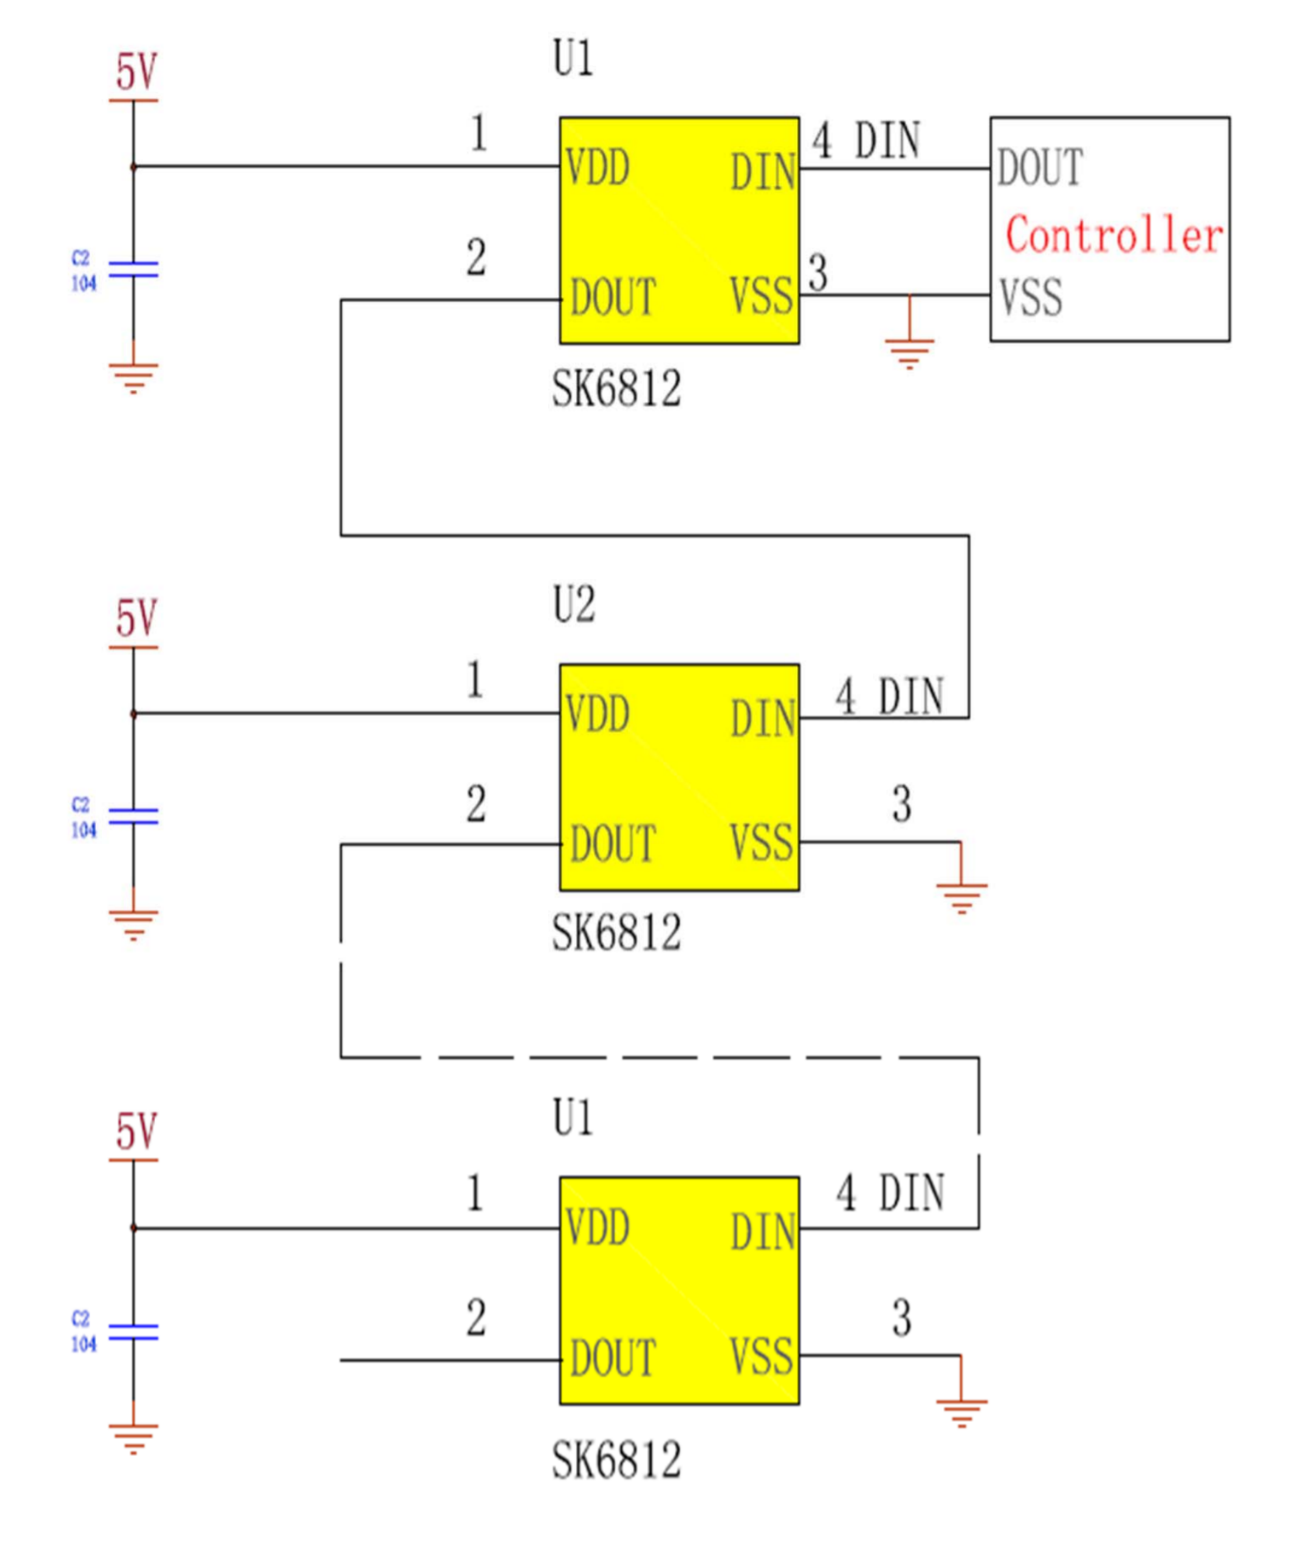 U1
5V
1
4 DIN
VDD
DIN
DOUT
Controller
C2
104
2
3
DOUT
VSS
VSS
SK6812
U2
5V
1
4 DIN
VDD
DIN
C2
104
2
3
DOUT
VSS
SK6812
U1
5V
1
4 DIN
VDD
DIN
C2
104
2
3
DOUT
VSS
SK6812